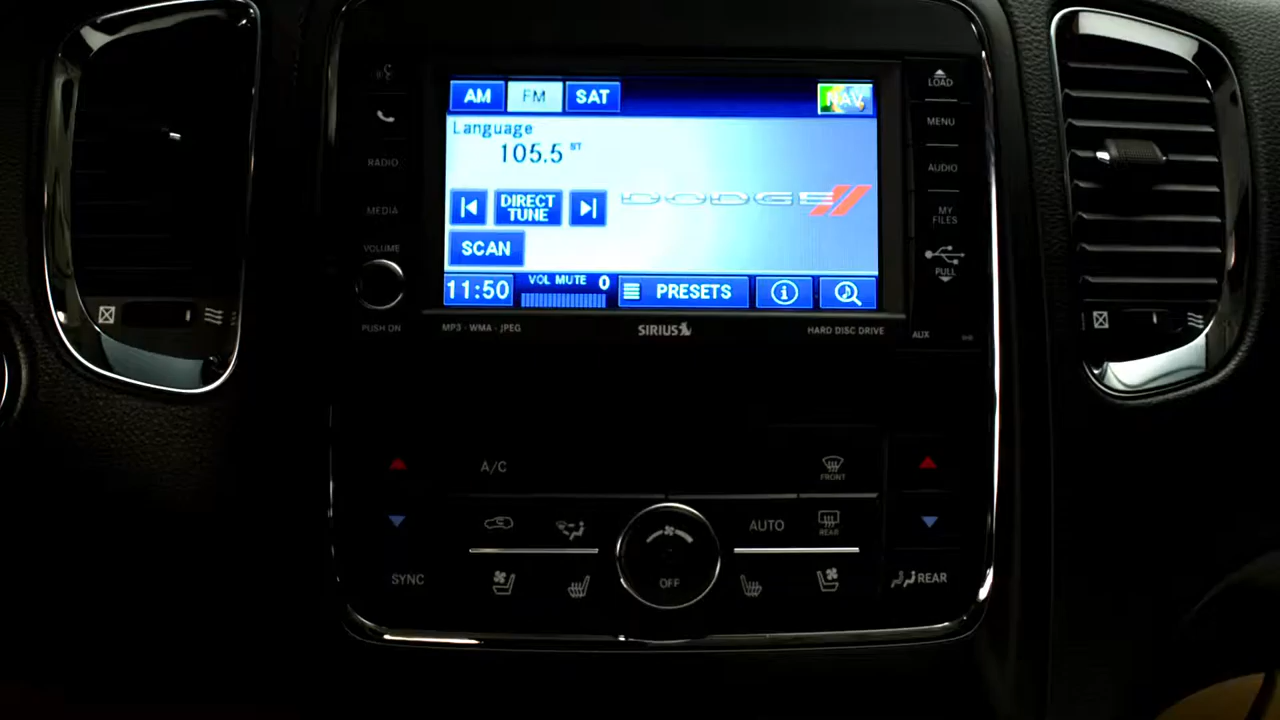 AM FM SAT NAV
Language
105.5 ST
DIRECT
TUNE
SCAN
DODGE
11:50 VOL MUTE 0 PRESETS
RADIO
MEDIA
VOLUME
PUSH ON
LOAD
MENU
AUDIO
MY
FILES
PULL
AUX
MP3 - WMA - JPEG SIRIUS HARD DISC DRIVE
A/C
FRONT
AUTO
REAR
OFF
SYNC
REAR